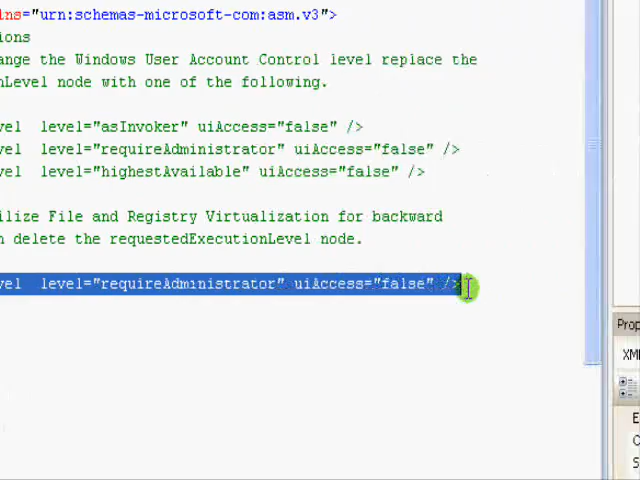 ns="urn:schemas-microsoft-com:asm.v3">
ions
ange the Windows User Account Control level replace the
nLevel node with one of the following.
vel  level="asInvoker" uiAccess="false" />
vel  level="requireAdministrator" uiAccess="false" />
vel  level="highestAvailable" uiAccess="false" />
ilize File and Registry Virtualization for backward
n delete the requestedExecutionLevel node.
vel  level="requireAdministrator" uiAccess="false" />
Prop
XM
E
S